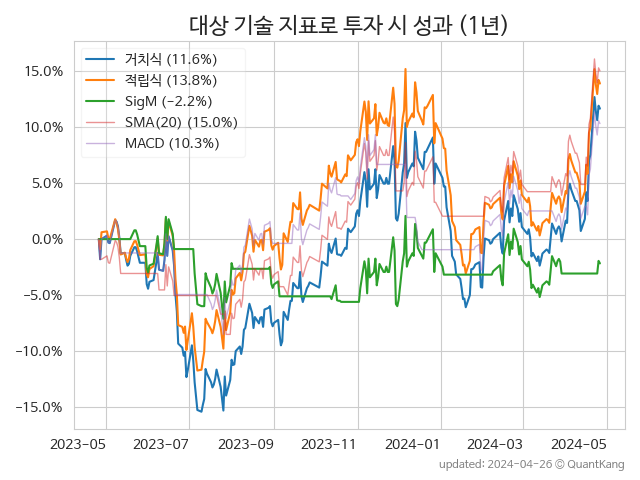 대상 기술 지표로 투자 시 성과 (1년)
거치식 (11.6%)
적립식 (13.8%)
SigM (−2.2%)
SMA(20) (15.0%)
MACD (10.3%)
15.0%
10.0%
5.0%
0.0%
−5.0%
−10.0%
−15.0%
2023-05 2023-07 2023-09 2023-11 2024-01 2024-03 2024-05
updated: 2024-04-26 ⓒ QuantKang